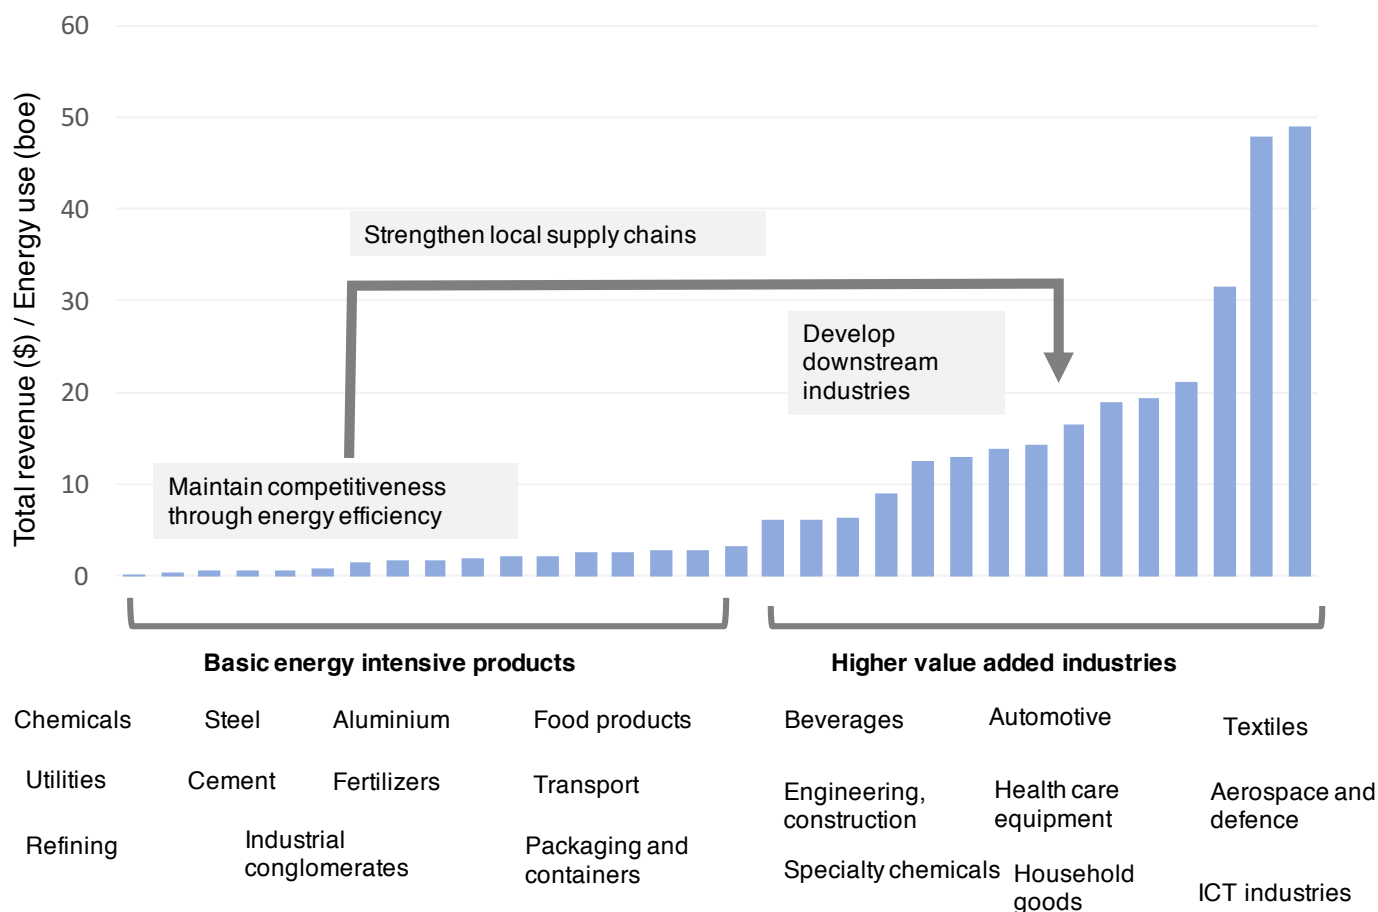 60
50
40
30
20
10
0
Total revenue ($) / Energy use (boe)
Strengthen local supply chains
Develop
downstream
industries
Maintain competitiveness
through energy efficiency
Basic energy intensive products
Higher value added industries
Chemicals
Steel
Aluminium
Food products
Beverages
Automotive
Textiles
Utilities
Cement
Fertilizers
Transport
Engineering,
construction
Health care
equipment
Aerospace and
defence
Refining
Industrial
conglomerates
Packaging and
containers
Specialty chemicals
Household
goods
ICT industries